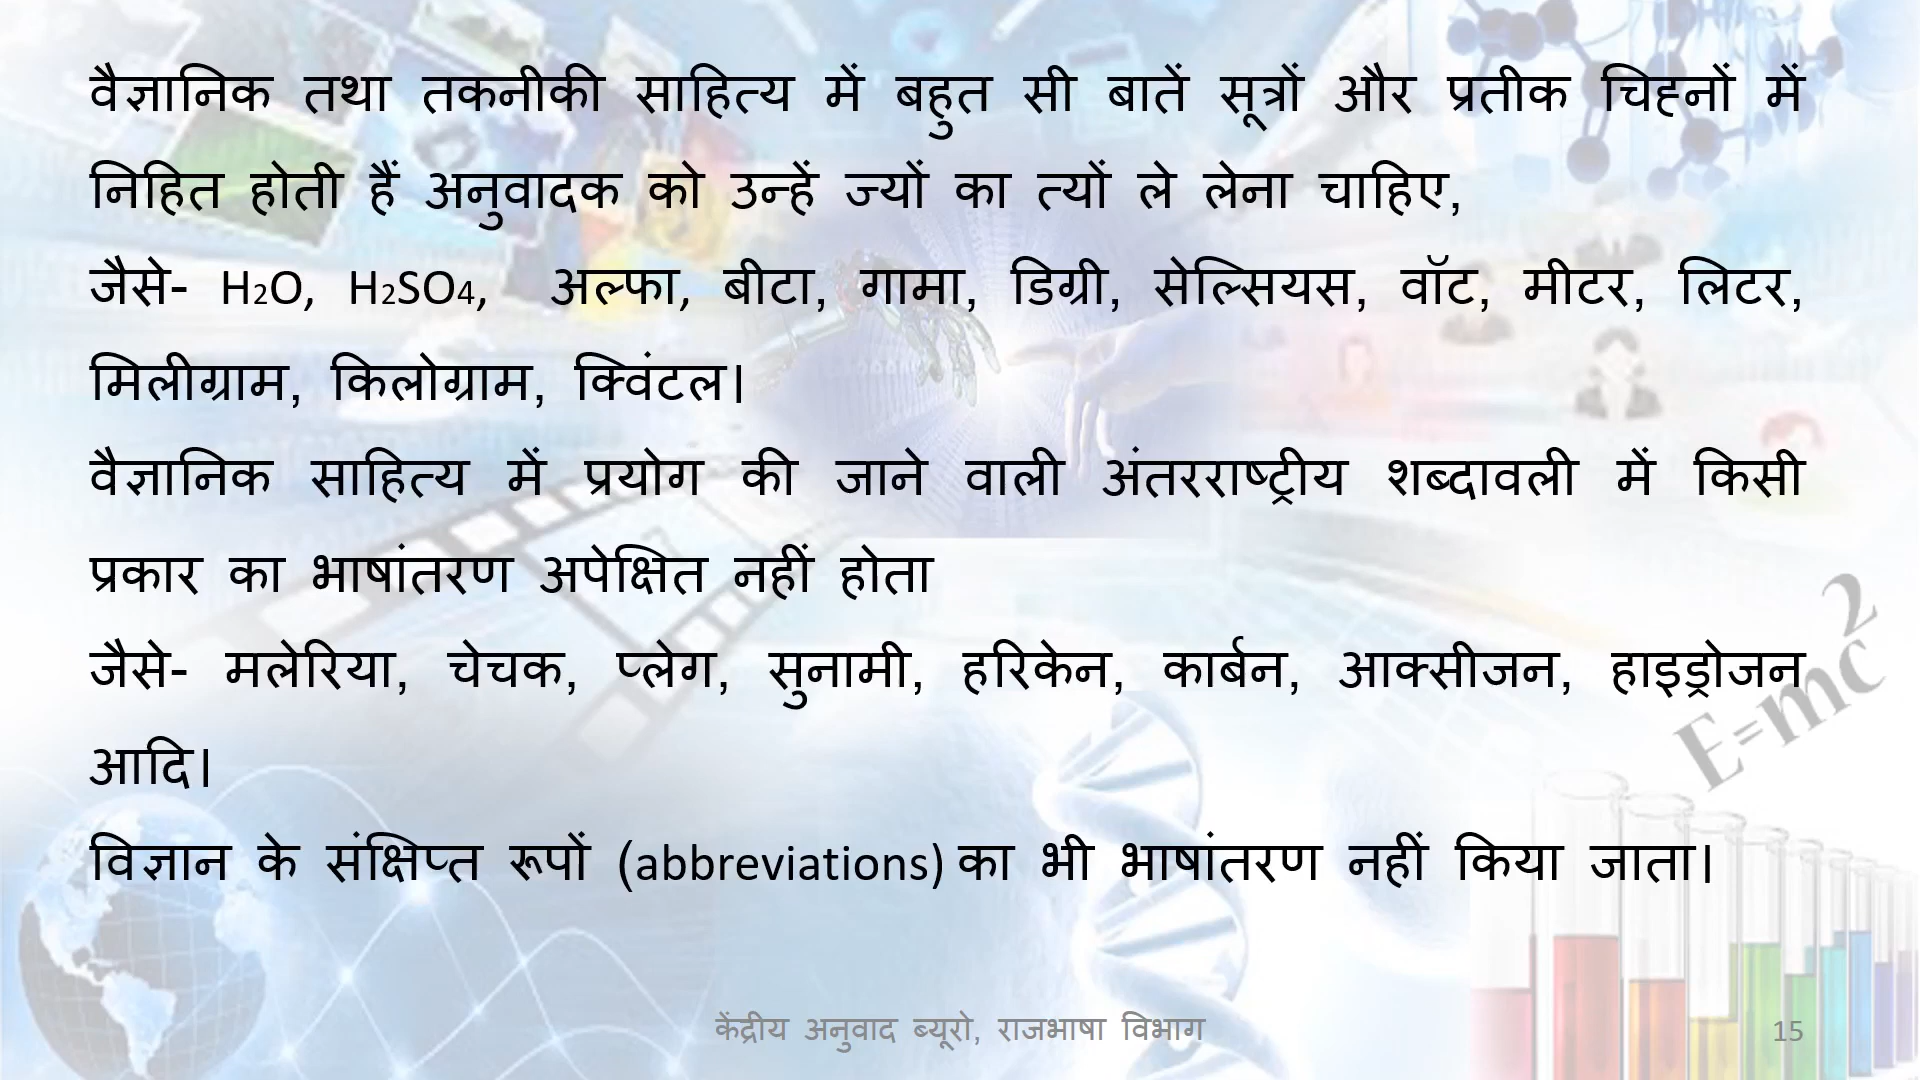 वैज्ञानिक तथा तकनीकी साहित्य में बहुत सी बातें सूत्रों और प्रतीक चिह्नों में
निहित होती हैं अनुवादक को उन्हें ज्यों का त्यों ले लेना चाहिए,
जैसे- H₂O, H₂SO₄, अल्फा, बीटा, गामा, डिग्री, सेल्सियस, वॉट, मीटर, लिटर,
मिलीग्राम, किलोग्राम, क्विंटल।
वैज्ञानिक साहित्य में प्रयोग की जाने वाली अंतरराष्ट्रीय शब्दावली में किसी
प्रकार का भाषांतरण अपेक्षित नहीं होता
जैसे- मलेरिया, चेचक, प्लेग, सुनामी, हरिकेन, कार्बन, आक्सीजन, हाइड्रोजन
आदि।
विज्ञान के संक्षिप्त रूपों (abbreviations) का भी भाषांतरण नहीं किया जाता।
E=mc²
केंद्रीय अनुवाद ब्यूरो, राजभाषा विभाग
15